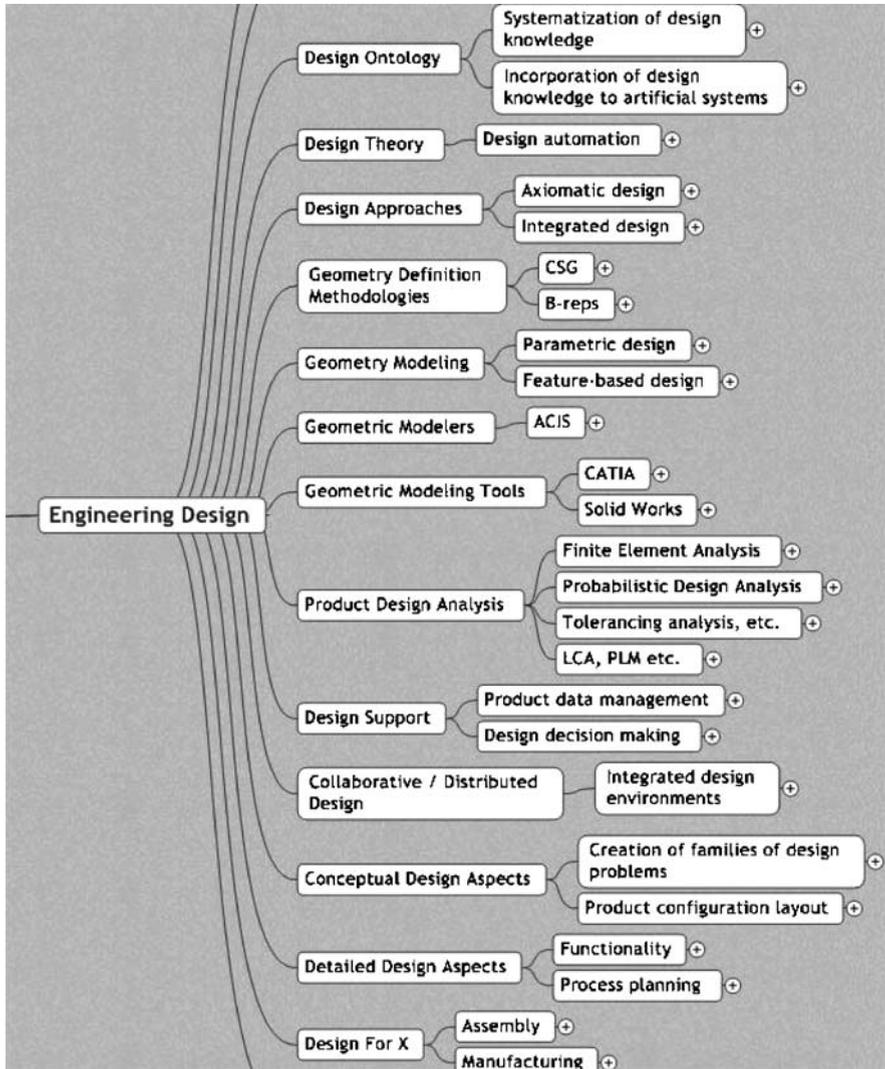 Systematization of design
knowledge
Design Ontology
Incorporation of design
knowledge to artificial systems
Design Theory
Design automation
Design Approaches
Axiomatic design
Integrated design
Geometry Definition
Methodologies
CSG
B-reps
Geometry Modeling
Parametric design
Feature-based design
Geometric Modelers
ACIS
Geometric Modeling Tools
CATIA
Solid Works
Engineering Design
Product Design Analysis
Finite Element Analysis
Probabilistic Design Analysis
Tolerancing analysis, etc.
LCA, PLM etc.
Design Support
Product data management
Design decision making
Collaborative / Distributed
Design
Integrated design
environments
Conceptual Design Aspects
Creation of families of design
problems
Product configuration layout
Detailed Design Aspects
Functionality
Process planning
Design For X
Assembly
Manufacturing